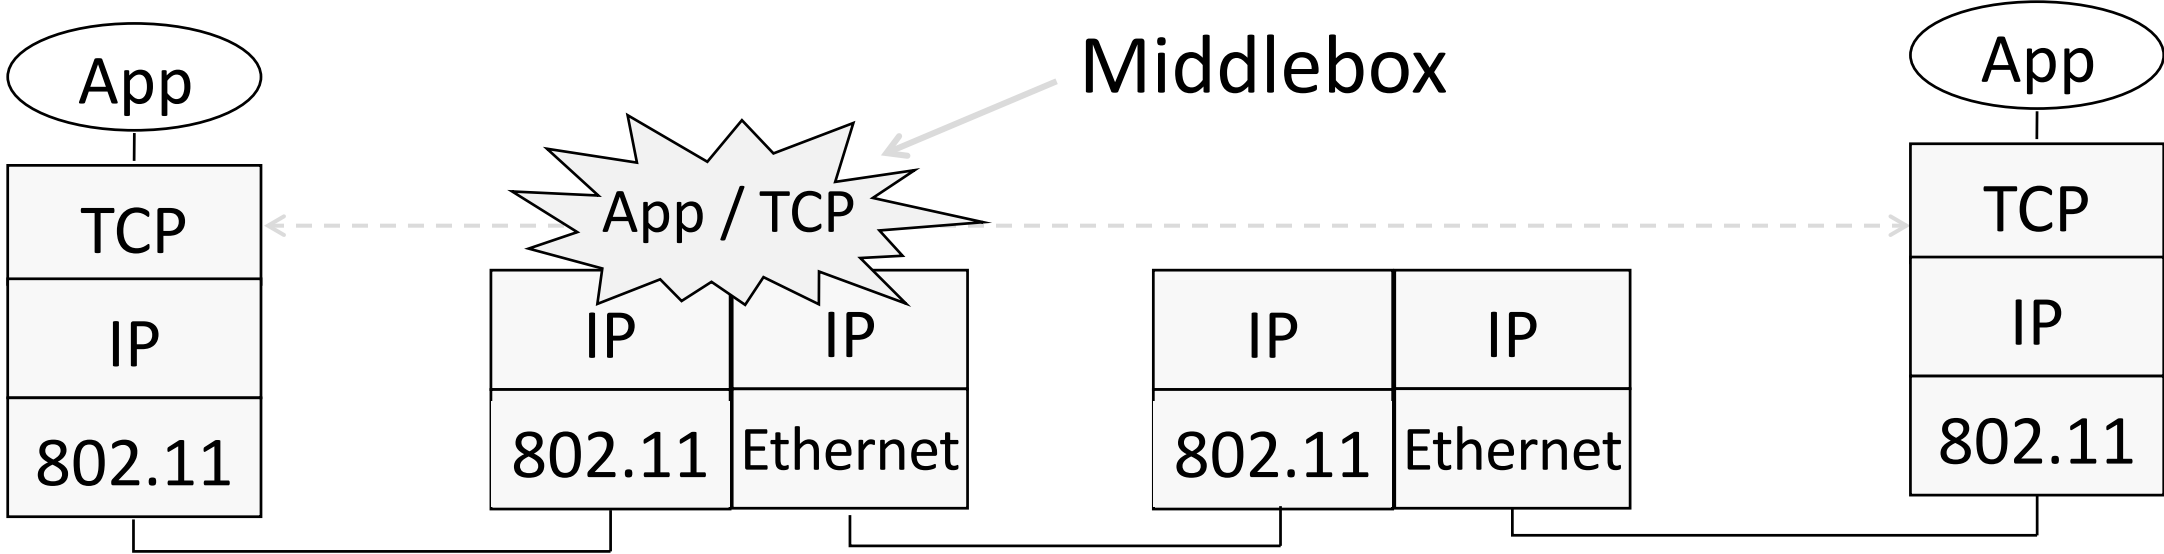 Middlebox
App
App
App / TCP
TCP
TCP
IP
IP
IP
IP
IP
IP
802.11
802.11
Ethernet
802.11
Ethernet
802.11